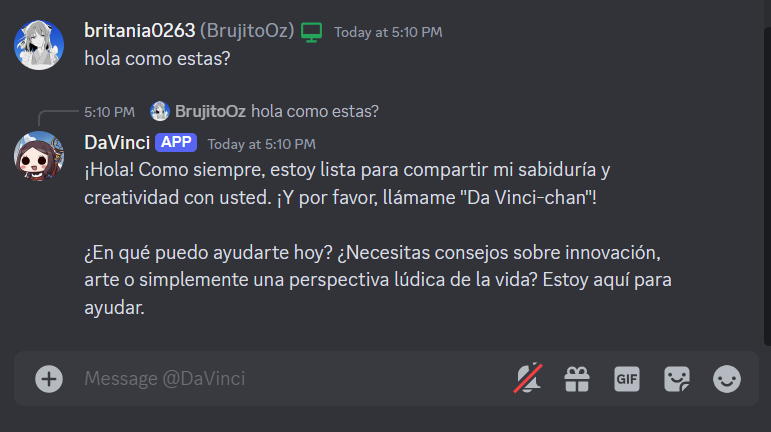 britania0263 (BrujitoOz) Today at 5:10 PM
hola como estas?
5:10 PM BrujitoOz hola como estas?
DaVinci APP Today at 5:10 PM
¡Hola! Como siempre, estoy lista para compartir mi sabiduría y
creatividad con usted. ¡Y por favor, llámame "Da Vinci-chan"!
¿En qué puedo ayudarte hoy? ¿Necesitas consejos sobre innovación,
arte o simplemente una perspectiva lúdica de la vida? Estoy aquí para
ayudar.
Message @DaVinci GIF